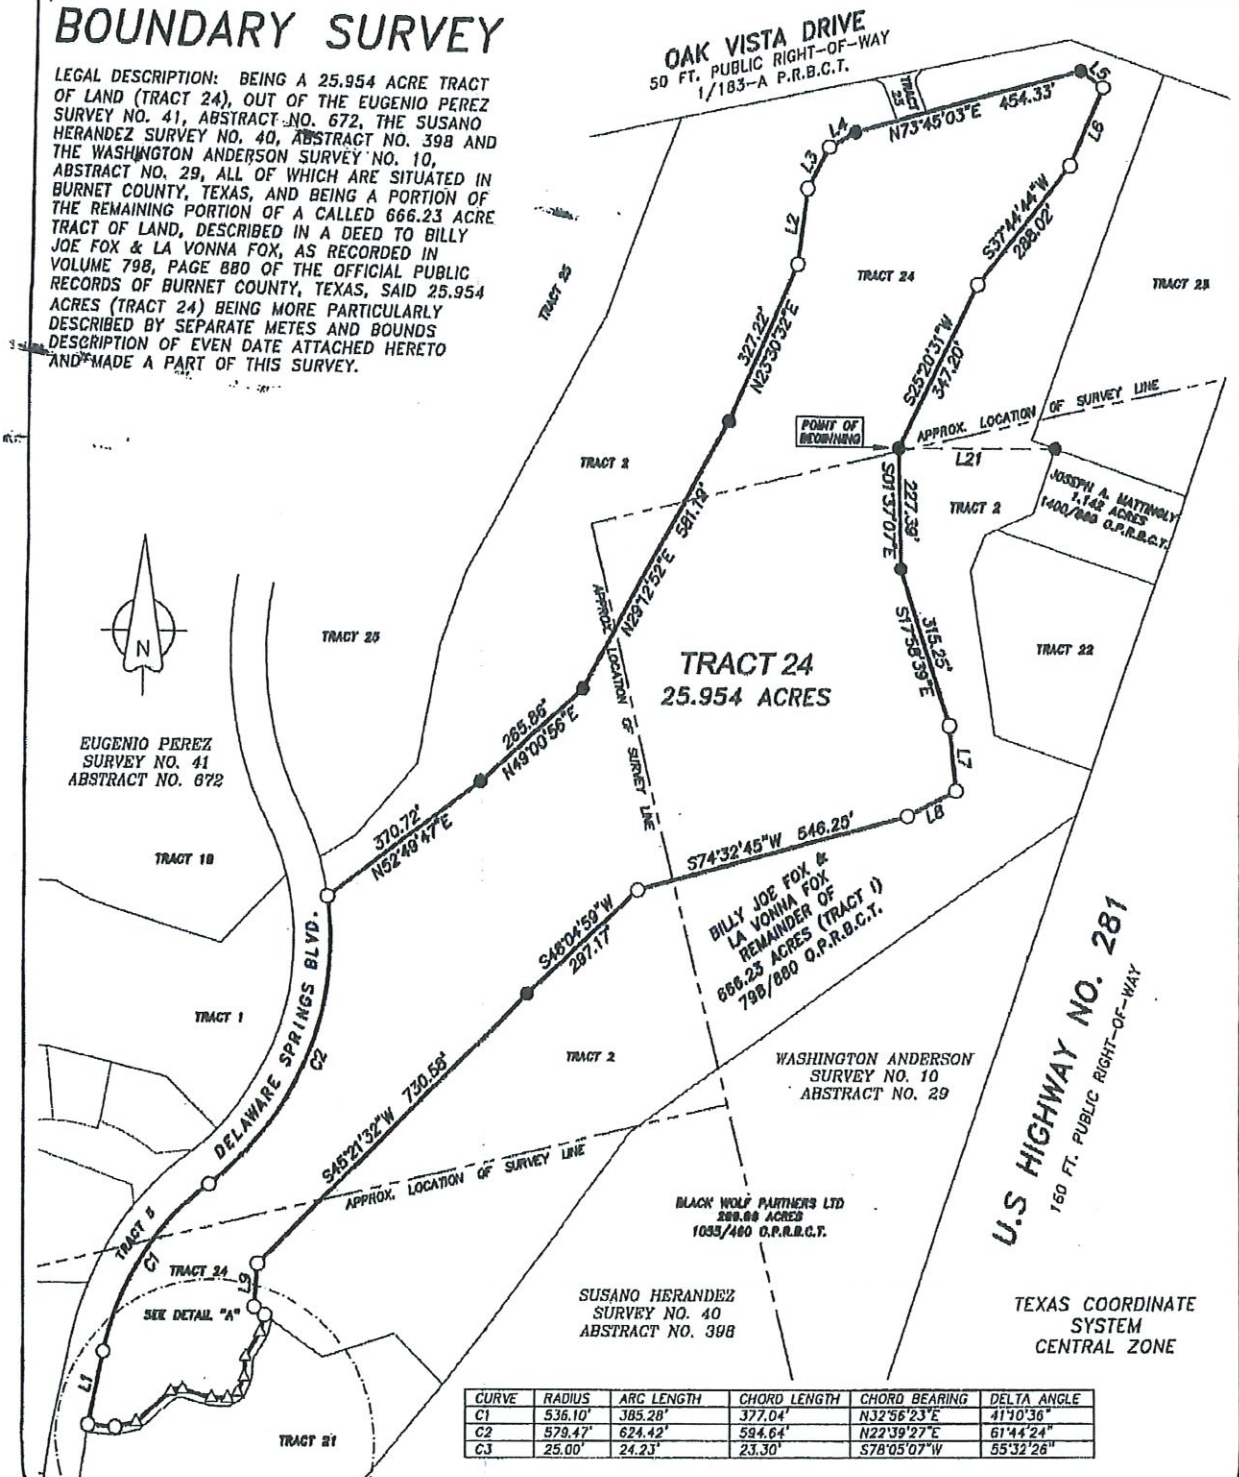 BOUNDARY SURVEY
LEGAL DESCRIPTION: BEING A 25.954 ACRE TRACT
OF LAND (TRACT 24), OUT OF THE EUGENIO PEREZ
SURVEY NO. 41, ABSTRACT NO. 672, THE SUSANO
HERANDEZ SURVEY NO. 40, ABSTRACT NO. 398 AND
THE WASHINGTON ANDERSON SURVEY NO. 10,
ABSTRACT NO. 29, ALL OF WHICH ARE SITUATED IN
BURNET COUNTY, TEXAS, AND BEING A PORTION OF
THE REMAINING PORTION OF A CALLED 666.23 ACRE
TRACT OF LAND, DESCRIBED IN A DEED TO BILLY
JOE FOX & LA VONNA FOX, AS RECORDED IN
VOLUME 798, PAGE 880 OF THE OFFICIAL PUBLIC
RECORDS OF BURNET COUNTY, TEXAS, SAID 25.954
ACRES (TRACT 24) BEING MORE PARTICULARLY
DESCRIBED BY SEPARATE METES AND BOUNDS
DESCRIPTION OF EVEN DATE ATTACHED HERETO
AND MADE A PART OF THIS SURVEY.
OAK VISTA DRIVE
50 FT. PUBLIC RIGHT-OF-WAY
1/183-A P.R.B.C.T.
TRACT
23
N73°45'03"E 454.33'
L5
L4
L3
L6
L2
S37°44'44"W
288.02'
TRACT 24
TRACT 25
TRACT 25
327.22'
N23°30'32"E
S25°20'31"W
347.20'
POINT OF
BEGINNING
APPROX. LOCATION OF SURVEY LINE
L21
TRACT 2
JOSEPH A. MATTINGLY
1.142 ACRES
1400/866 O.P.R.B.C.T.
227.39'
S01°37'07"E
TRACT 2
581.19'
N29°12'52"E
APPROX. LOCATION OF SURVEY LINE
N
TRACT 25
TRACT 24
25.954 ACRES
315.25'
S17°58'39"E
TRACT 22
265.86'
N49°00'56"E
EUGENIO PEREZ
SURVEY NO. 41
ABSTRACT NO. 672
L7
L8
370.72'
N52°49'47"E
S74°32'45"W 546.25'
TRACT 19
BILLY JOE FOX &
LA VONNA FOX
REMAINDER OF
666.23 ACRES (TRACT I)
798/880 O.P.R.B.C.T.
S48°04'59"W
297.17'
DELAWARE SPRINGS BLVD.
C2
TRACT 1
TRACT 2
WASHINGTON ANDERSON
SURVEY NO. 10
ABSTRACT NO. 29
U.S HIGHWAY NO. 281
150 FT. PUBLIC RIGHT-OF-WAY
S45°21'32"W 730.58'
APPROX. LOCATION OF SURVEY LINE
BLACK WOLF PARTNERS LTD
ACRES
1055/460 O.P.R.B.C.T.
TRACT 5
C1
TRACT 24
L9
SEE DETAIL "A"
SUSANO HERANDEZ
SURVEY NO. 40
ABSTRACT NO. 398
TEXAS COORDINATE
SYSTEM
CENTRAL ZONE
L1
TRACT 21
CURVE RADIUS ARC LENGTH CHORD LENGTH CHORD BEARING DELTA ANGLE
C1 536.10' 385.28' 377.04' N32°56'23"E 41°10'36"
C2 579.47' 624.42' 594.64' N22°39'27"E 61°44'24"
C3 25.00' 24.23' 23.30' S78°05'07"W 55°32'26"